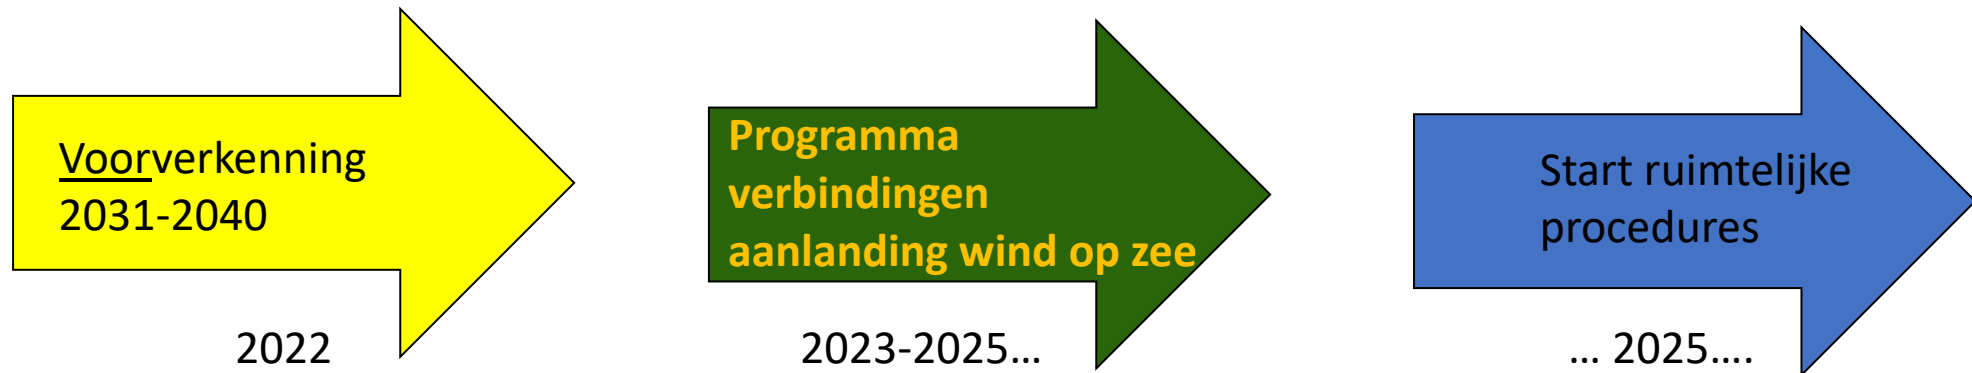 Voorverkenning
2031-2040
2022
Programma
verbindingen
aanlanding wind op zee
2023-2025…
Start ruimtelijke
procedures
… 2025….